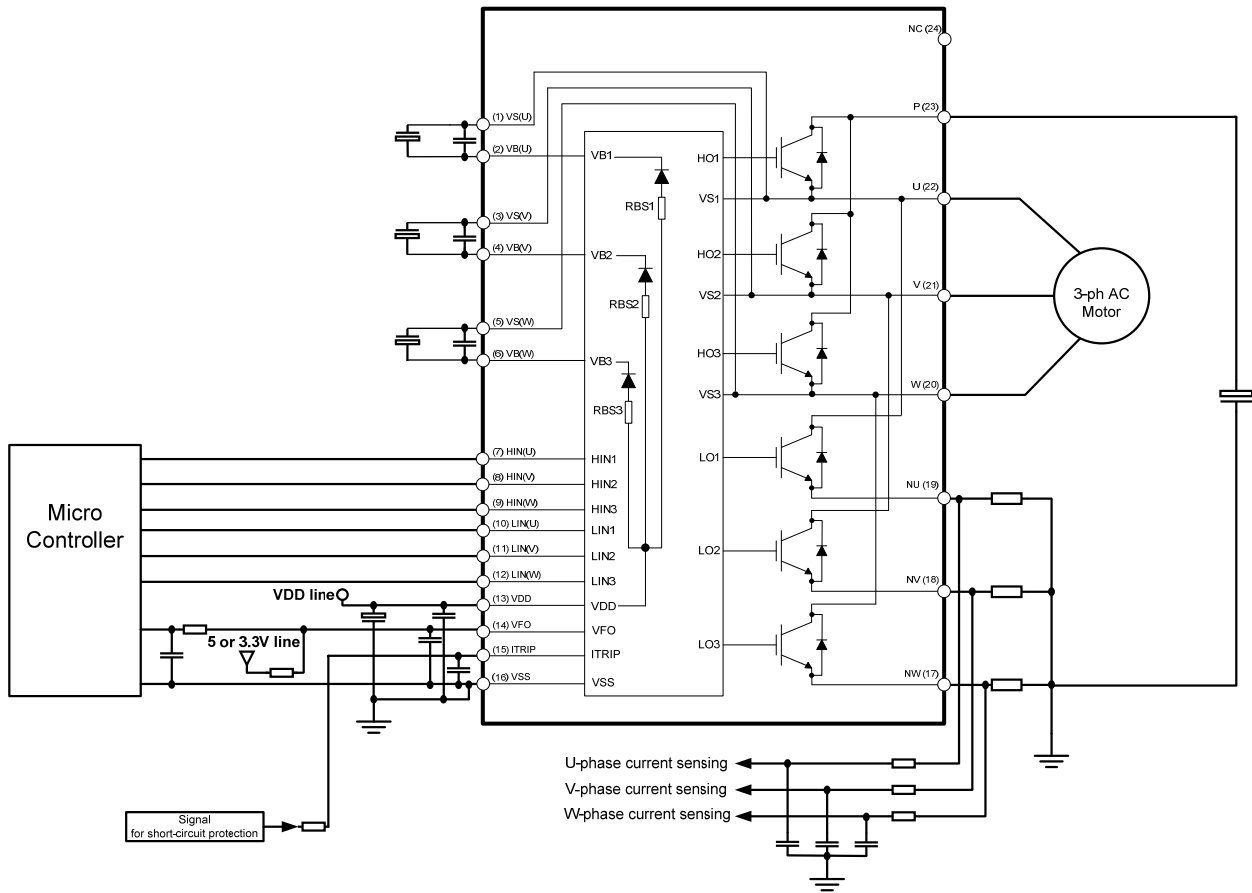 NC (24)
(1) VS(U)
P (23)
(2) VB(U)
VB1
HO1
RBS1
VS1
U (22)
(3) VS(V)
(4) VB(V)
VB2
HO2
RBS2
VS2
V (21)
3-ph AC
Motor
(5) VS(W)
(6) VB(W)
VB3
HO3
RBS3
VS3
W (20)
Micro
Controller
(7) HIN(U)
HIN1
(8) HIN(V)
HIN2
(9) HIN(W)
HIN3
(10) LIN(U)
LIN1
(11) LIN(V)
LIN2
(12) LIN(W)
LIN3
VDD line
(13) VDD
VDD
(14) VFO
VFO
5 or 3.3V line
(15) ITRIP
ITRIP
(16) VSS
VSS
LO1
NU (19)
LO2
NV (18)
LO3
NW (17)
U-phase current sensing
V-phase current sensing
W-phase current sensing
Signal
for short-circuit protection